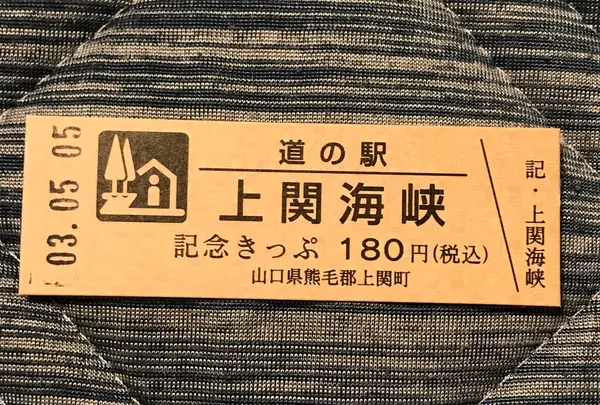 03.05.05
道の駅
上関海峡
記念きっぷ 180円(税込)
山口県熊毛郡上関町
記・上関海峡